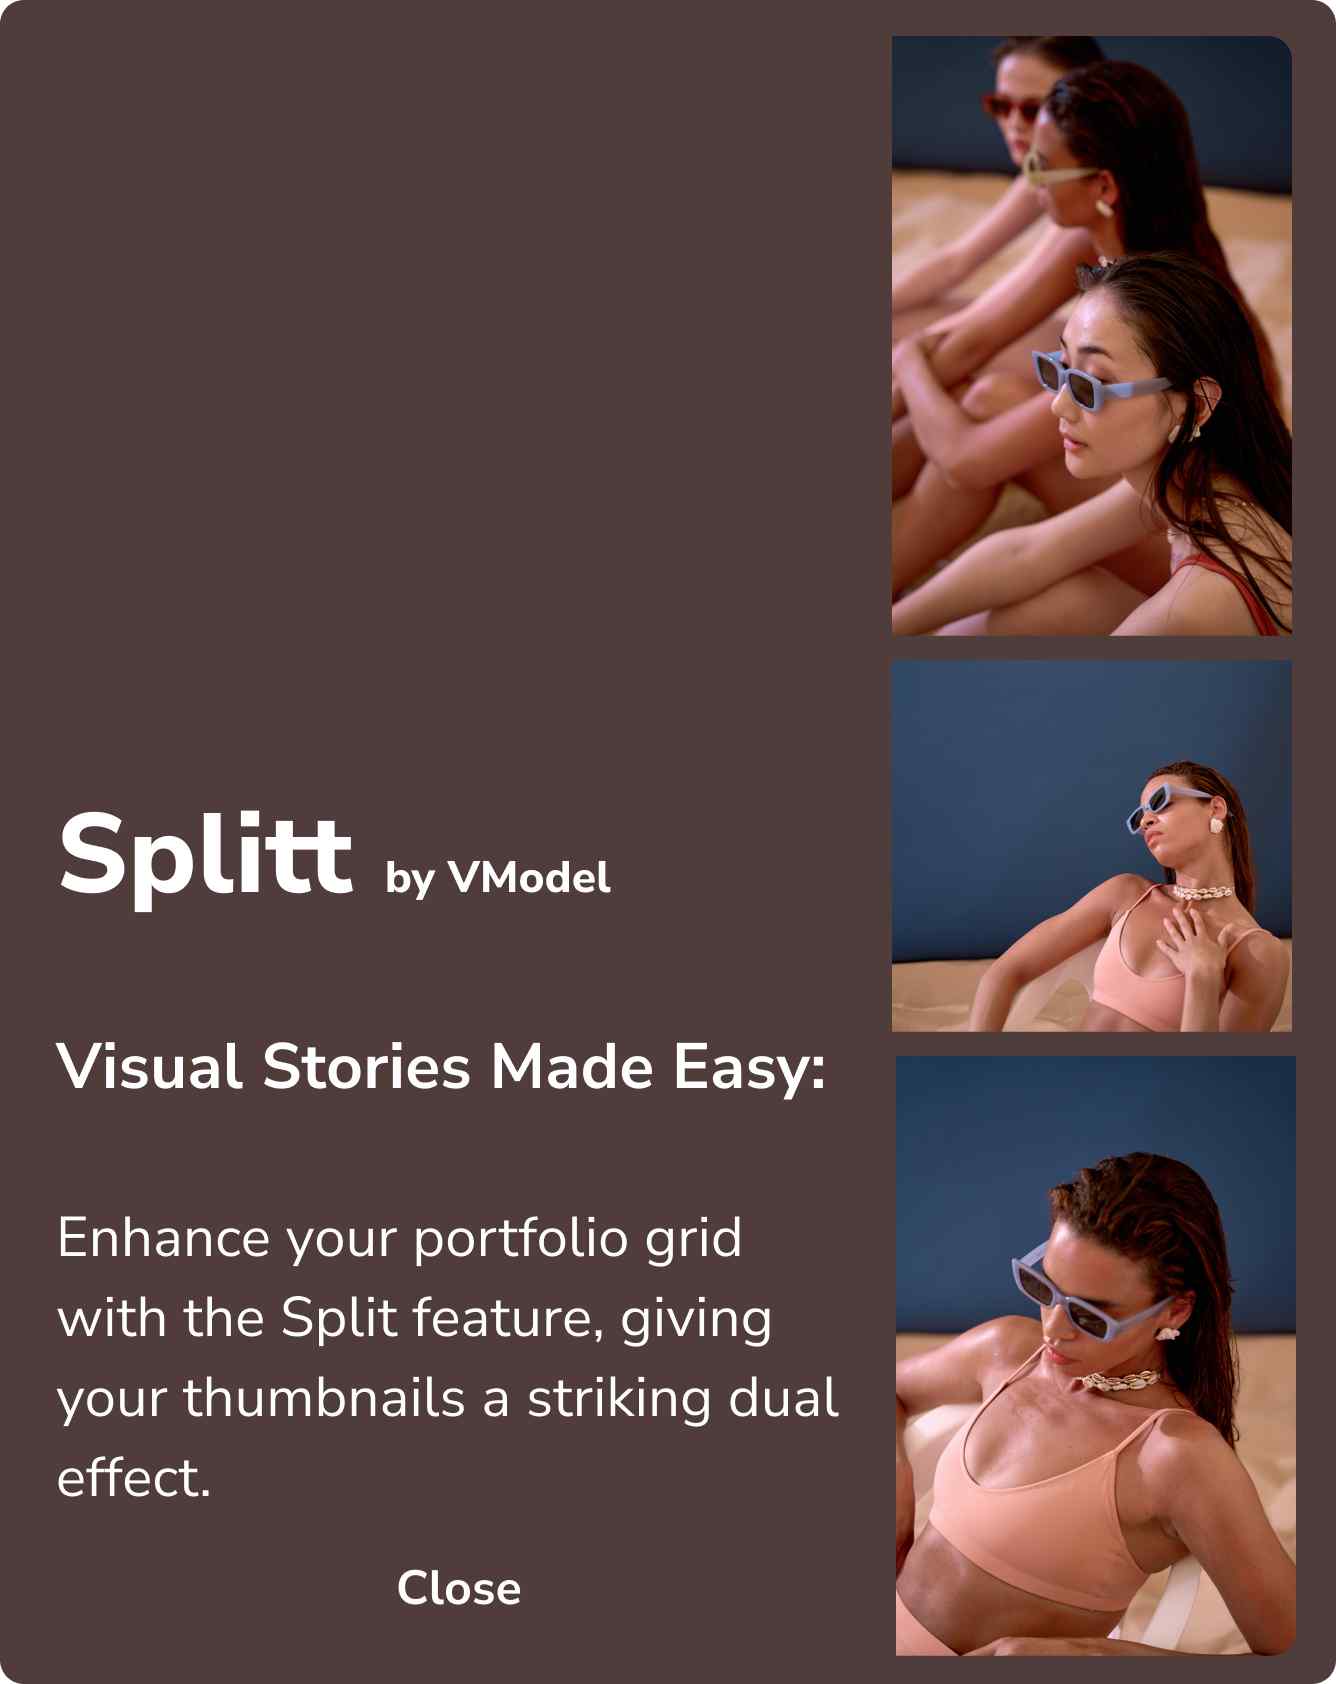 Splitt by VModel
Visual Stories Made Easy:
Enhance your portfolio grid
with the Split feature, giving
your thumbnails a striking dual
effect.
Close